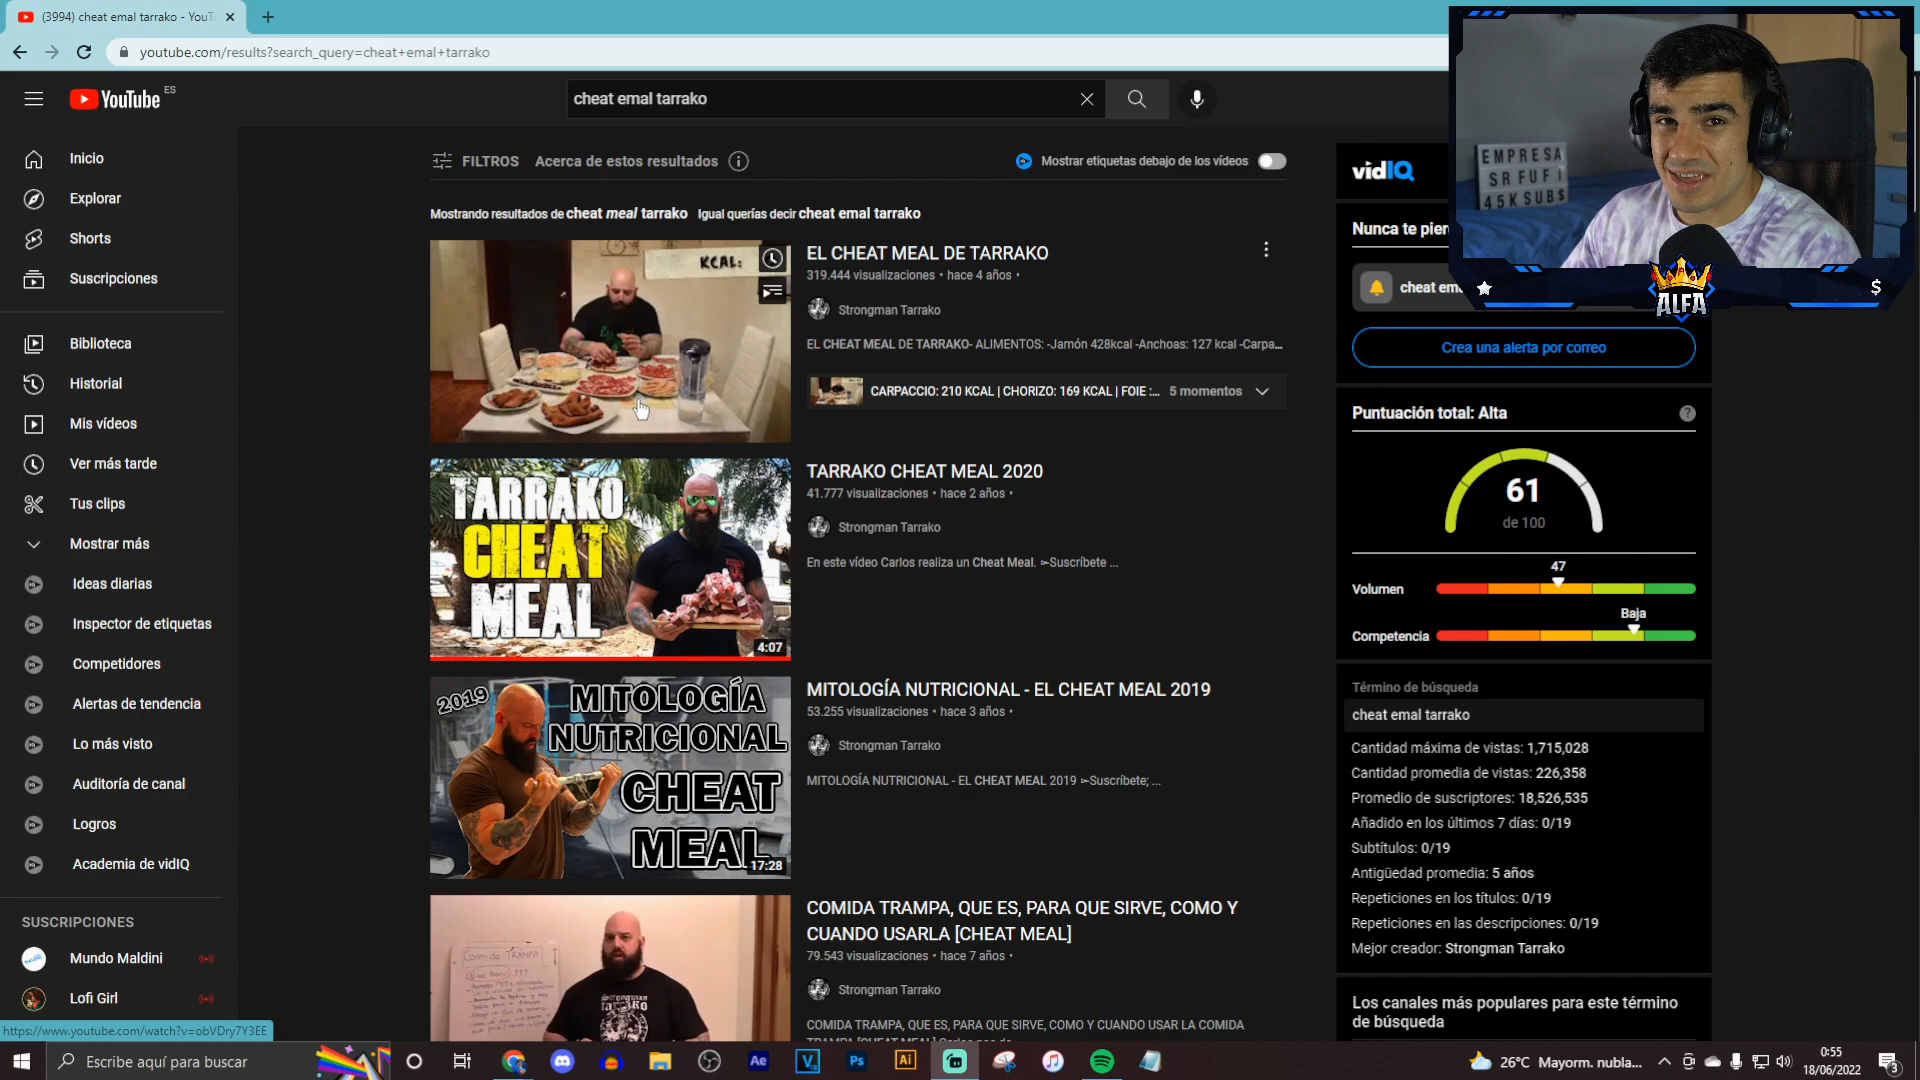 (3994) cheat emal tarrako - YouT
youtube.com/results?search_query=cheat+emal+tarrako
YouTube ES
cheat emal tarrako
EMPRESA
SR FUFI
45K SUB$
ALFA
$
Inicio
Explorar
Shorts
Suscripciones
Biblioteca
Historial
Mis vídeos
Ver más tarde
Tus clips
Mostrar más
Ideas diarias
Inspector de etiquetas
Competidores
Alertas de tendencia
Lo más visto
Auditoría de canal
Logros
Academia de vidIQ
SUSCRIPCIONES
Mundo Maldini
Lofi Girl
https://www.youtube.com/watch?v=obVDry7Y3EE
FILTROS Acerca de estos resultados
Mostrar etiquetas debajo de los vídeos
Mostrando resultados de cheat meal tarrako Igual querías decir cheat emal tarrako
KCAL:
EL CHEAT MEAL DE TARRAKO
319.444 visualizaciones • hace 4 años •
Strongman Tarrako
EL CHEAT MEAL DE TARRAKO- ALIMENTOS: -Jamón 428kcal -Anchoas: 127 kcal -Carpa...
CARPACCIO: 210 KCAL | CHORIZO: 169 KCAL | FOIE :... 5 momentos
TARRAKO
CHEAT
MEAL
4:07
TARRAKO CHEAT MEAL 2020
41.777 visualizaciones • hace 2 años •
Strongman Tarrako
En este vídeo Carlos realiza un Cheat Meal. ►Suscríbete ...
2019
MITOLOGÍA
NUTRICIONAL
CHEAT
MEAL
17:28
MITOLOGÍA NUTRICIONAL - EL CHEAT MEAL 2019
53.255 visualizaciones • hace 3 años •
Strongman Tarrako
MITOLOGÍA NUTRICIONAL - EL CHEAT MEAL 2019 ►Suscríbete; ...
Comida TRAMPA
Strongman
tarrako
COMIDA TRAMPA, QUE ES, PARA QUE SIRVE, COMO Y
CUANDO USARLA [CHEAT MEAL]
79.543 visualizaciones • hace 7 años •
Strongman Tarrako
COMIDA TRAMPA, QUE ES, PARA QUE SIRVE, COMO Y CUANDO USAR LA COMIDA
vidIQ
Nunca te pier
cheat ema
Crea una alerta por correo
Puntuación total: Alta
?
61
de 100
47
Volumen
Baja
Competencia
Término de búsqueda
cheat emal tarrako
Cantidad máxima de vistas: 1,715,028
Cantidad promedia de vistas: 226,358
Promedio de suscriptores: 18,526,535
Añadido en los últimos 7 días: 0/19
Subtítulos: 0/19
Antigüedad promedia: 5 años
Repeticiones en los títulos: 0/19
Repeticiones en las descripciones: 0/19
Mejor creador: Strongman Tarrako
Los canales más populares para este término
de búsqueda
Escribe aquí para buscar
Ae
Ps
Ai
26°C Mayorm. nubla...
0:55
18/06/2022
3